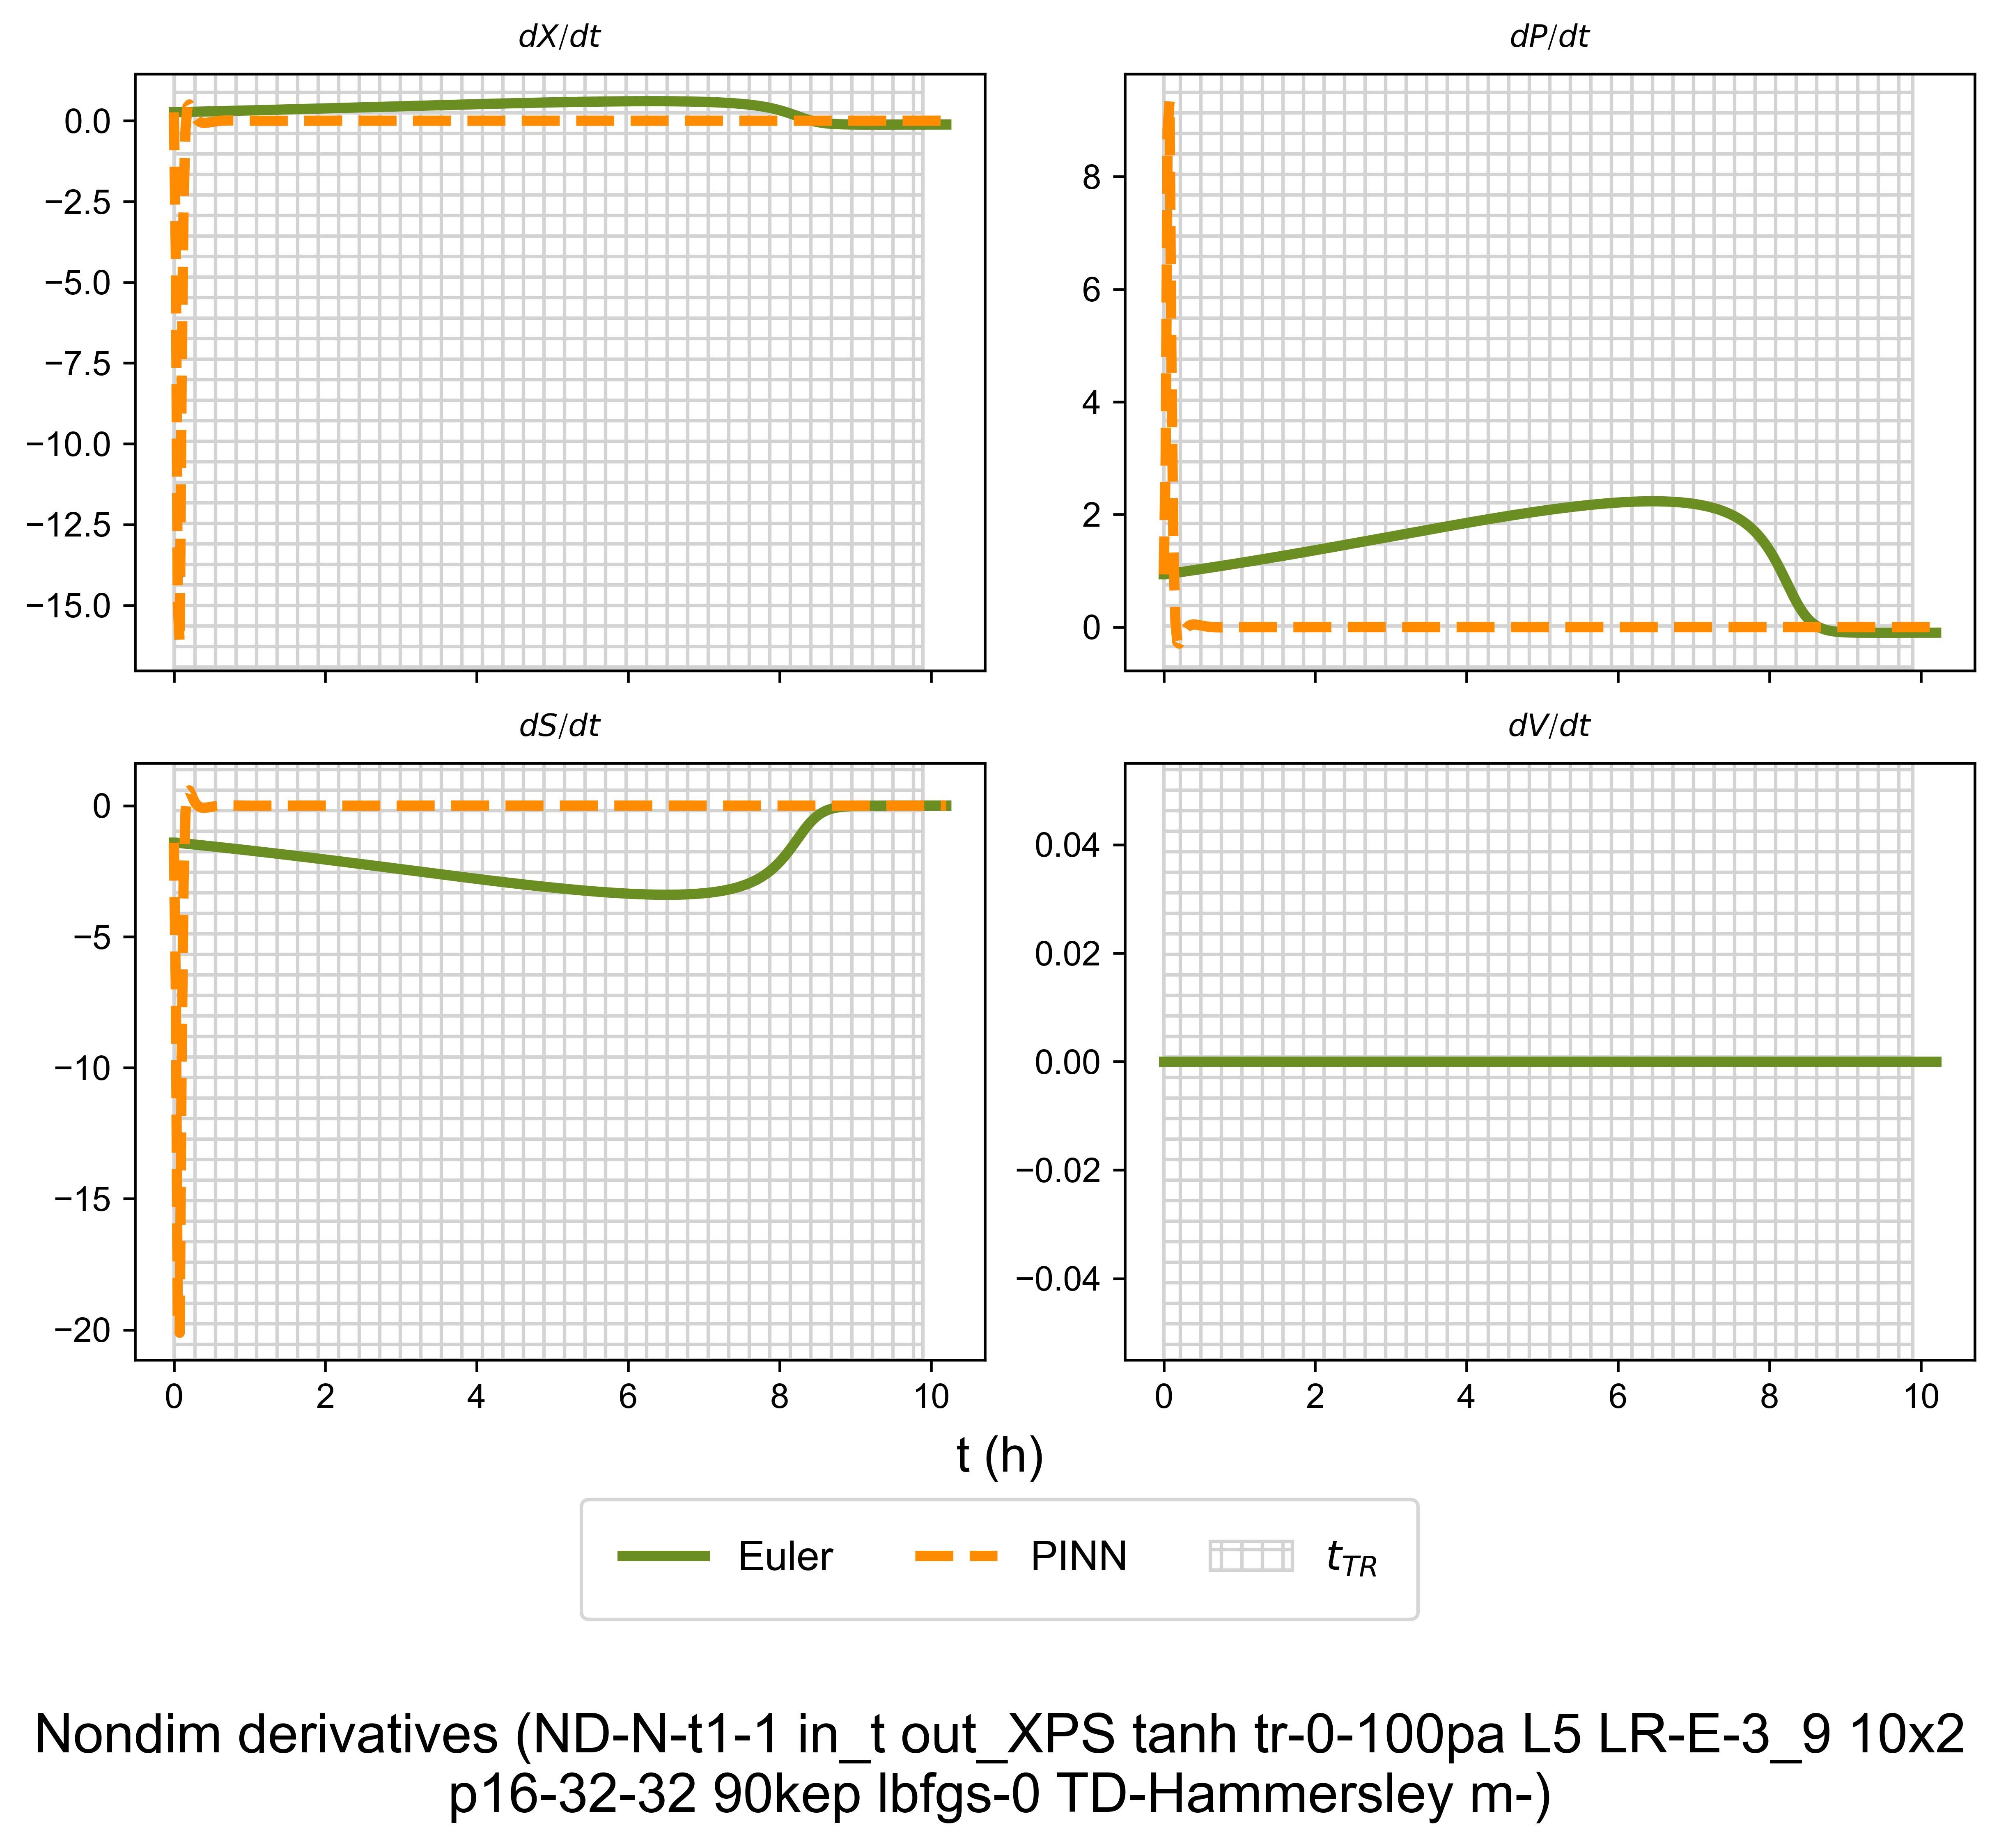 dX/dt
dP/dt
0.0
−2.5
−5.0
−7.5
−10.0
−12.5
−15.0
8
6
4
2
0
dS/dt
dV/dt
0
−5
−10
−15
−20
0.04
0.02
0.00
−0.02
−0.04
0 2 4 6 8 10
0 2 4 6 8 10
t (h)
Euler PINN t_TR
Nondim derivatives (ND-N-t1-1 in_t out_XPS tanh tr-0-100pa L5 LR-E-3_9 10x2
p16-32-32 90kep lbfgs-0 TD-Hammersley m-)